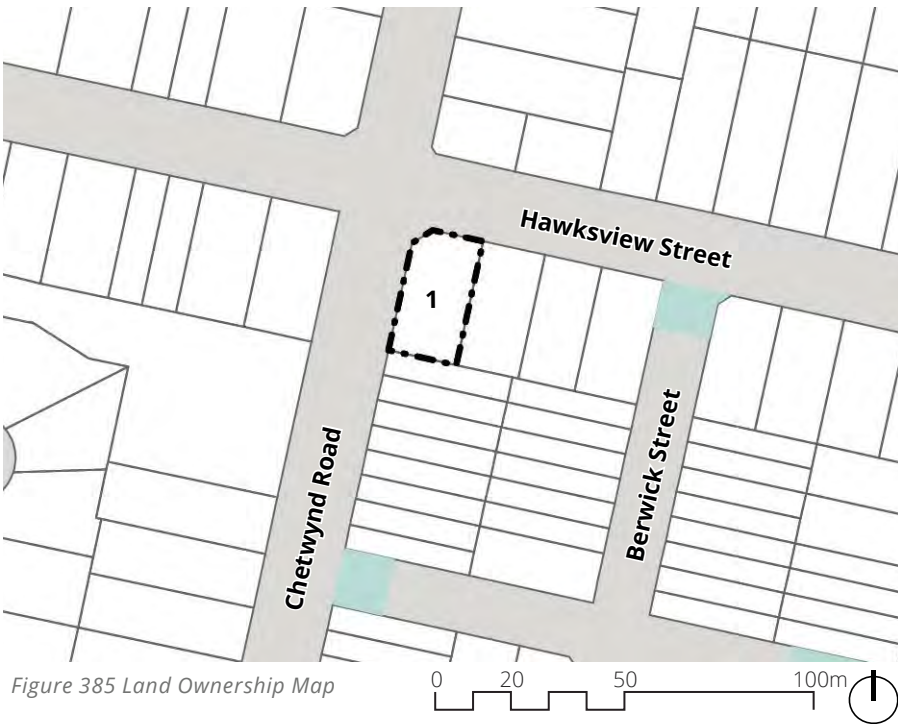 Hawksview Street
1
Chetwynd Road
Berwick Street
Figure 385 Land Ownership Map
0 20 50 100m